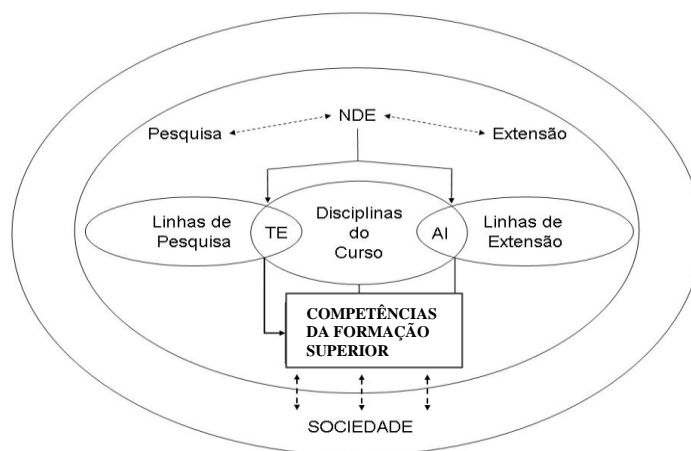 NDE
Pesquisa
Extensão
Linhas de
Pesquisa
TE
Disciplinas
do
Curso
AI
Linhas de
Extensão
COMPETÊNCIAS
DA FORMAÇÃO
SUPERIOR
SOCIEDADE